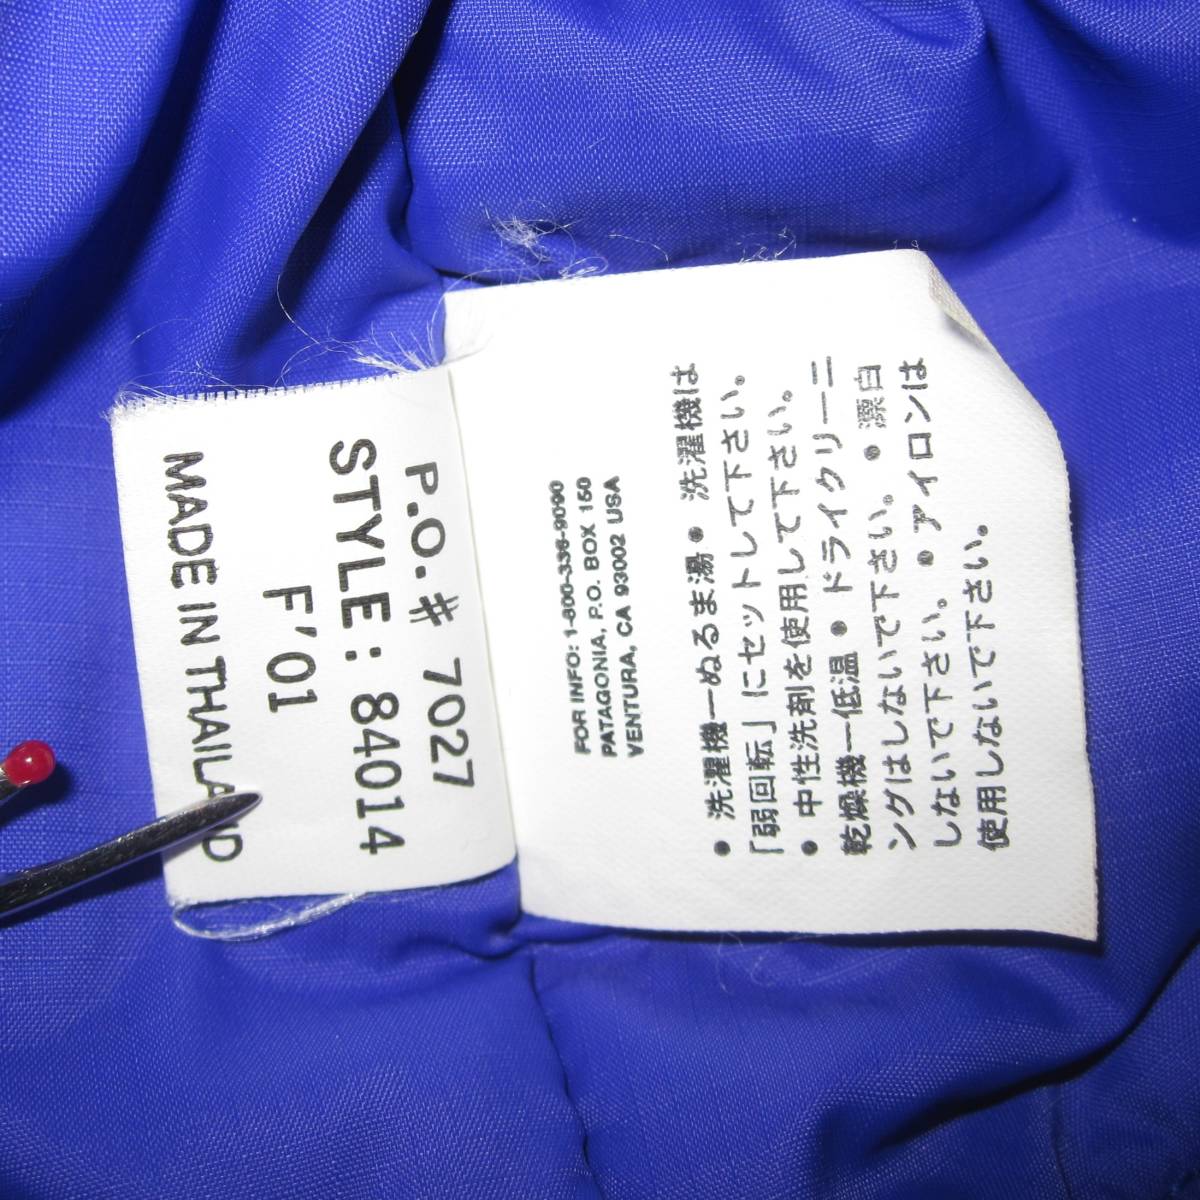 P.O.# 7027
STYLE: 84014
F'01
MADE IN THAILAND
• 洗濯機一ぬるま湯• 洗濯機は
「弱回転」にセットして下さい。
• 中性洗剤を使用して下さい。
乾燥機一低温 • ドライクリーニ
ングはしないで下さい。• 漂白
しないで下さい。• アイロンは
使用しないで下さい。
FOR INFO: 1-800-336-9090
PATAGONIA, P.O. BOX 150
VENTURA, CA 93002 USA